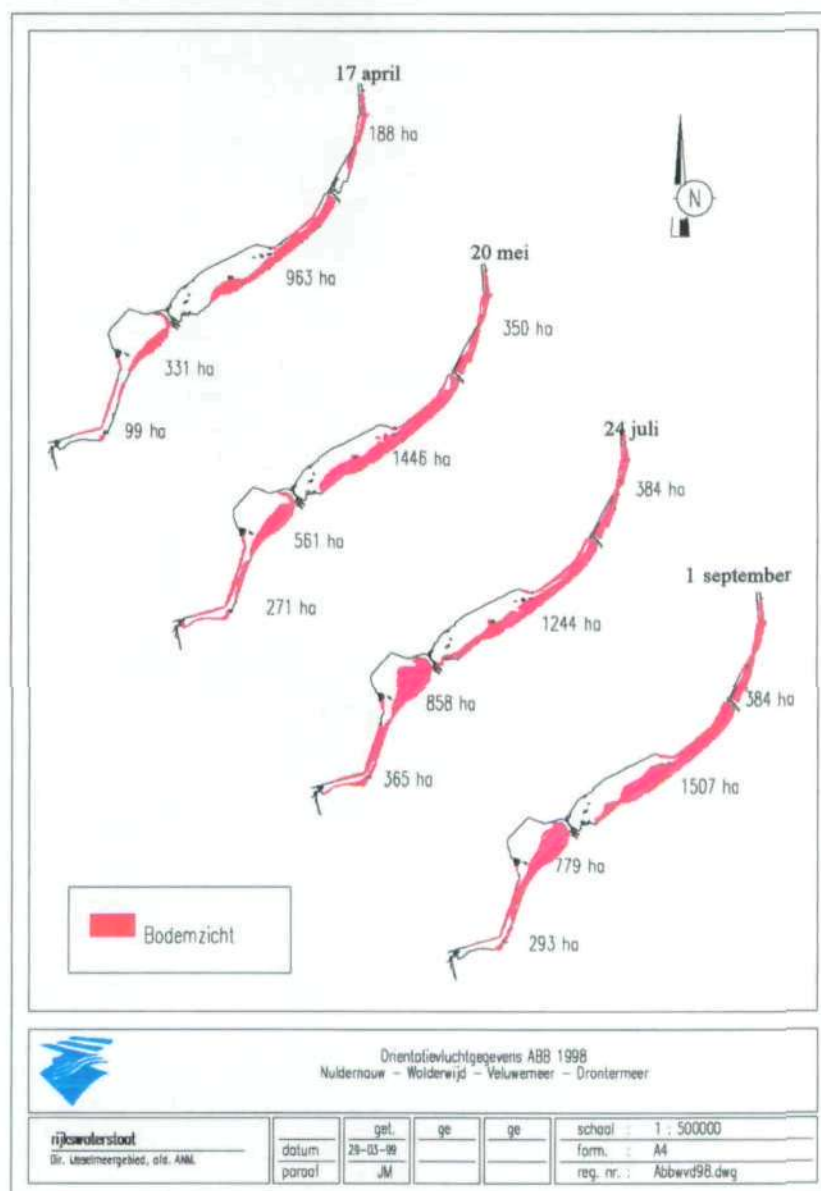 17 april
188 ha
963 ha
331 ha
99 ha
20 mei
350 ha
1446 ha
561 ha
271 ha
24 juli
384 ha
1244 ha
858 ha
365 ha
1 september
384 ha
1507 ha
779 ha
293 ha
N
Bodemzicht
Orientatievluchtgegevens ABB 1998
Nuldernauw - Wolderwijd - Veluwemeer - Drontermeer
rijkswaterstaat
Dir. IJsselmeergebied, afd. ANM.
get. ge ge
datum 29-03-99
paraaf JM
schaal : 1 : 500000
form. : A4
reg. nr. : Abbwvd98.dwg